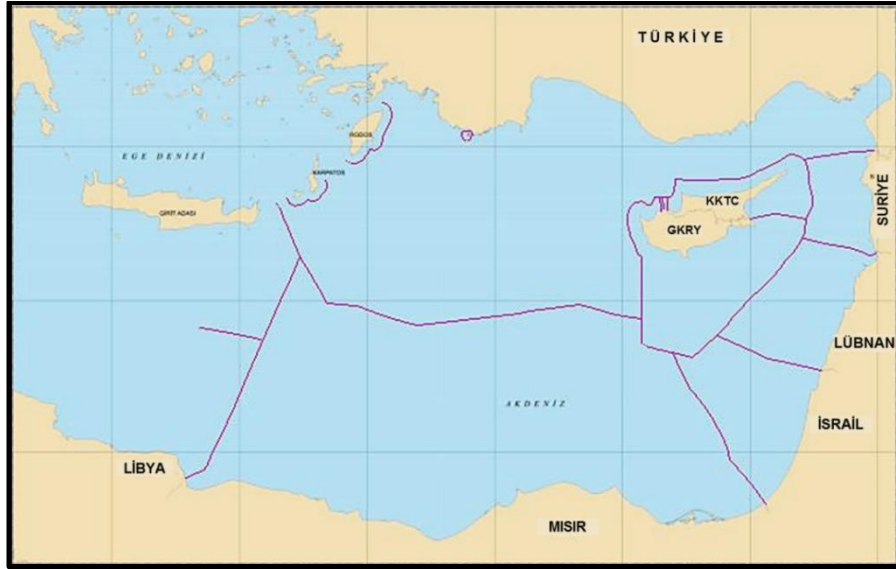 TÜRKİYE
RODOS
EGE DENİZİ
KARPATOS
SURİYE
KKTC
GİRİT ADASI
GKRY
LÜBNAN
AKDENİZ
İSRAİL
LİBYA
MISIR